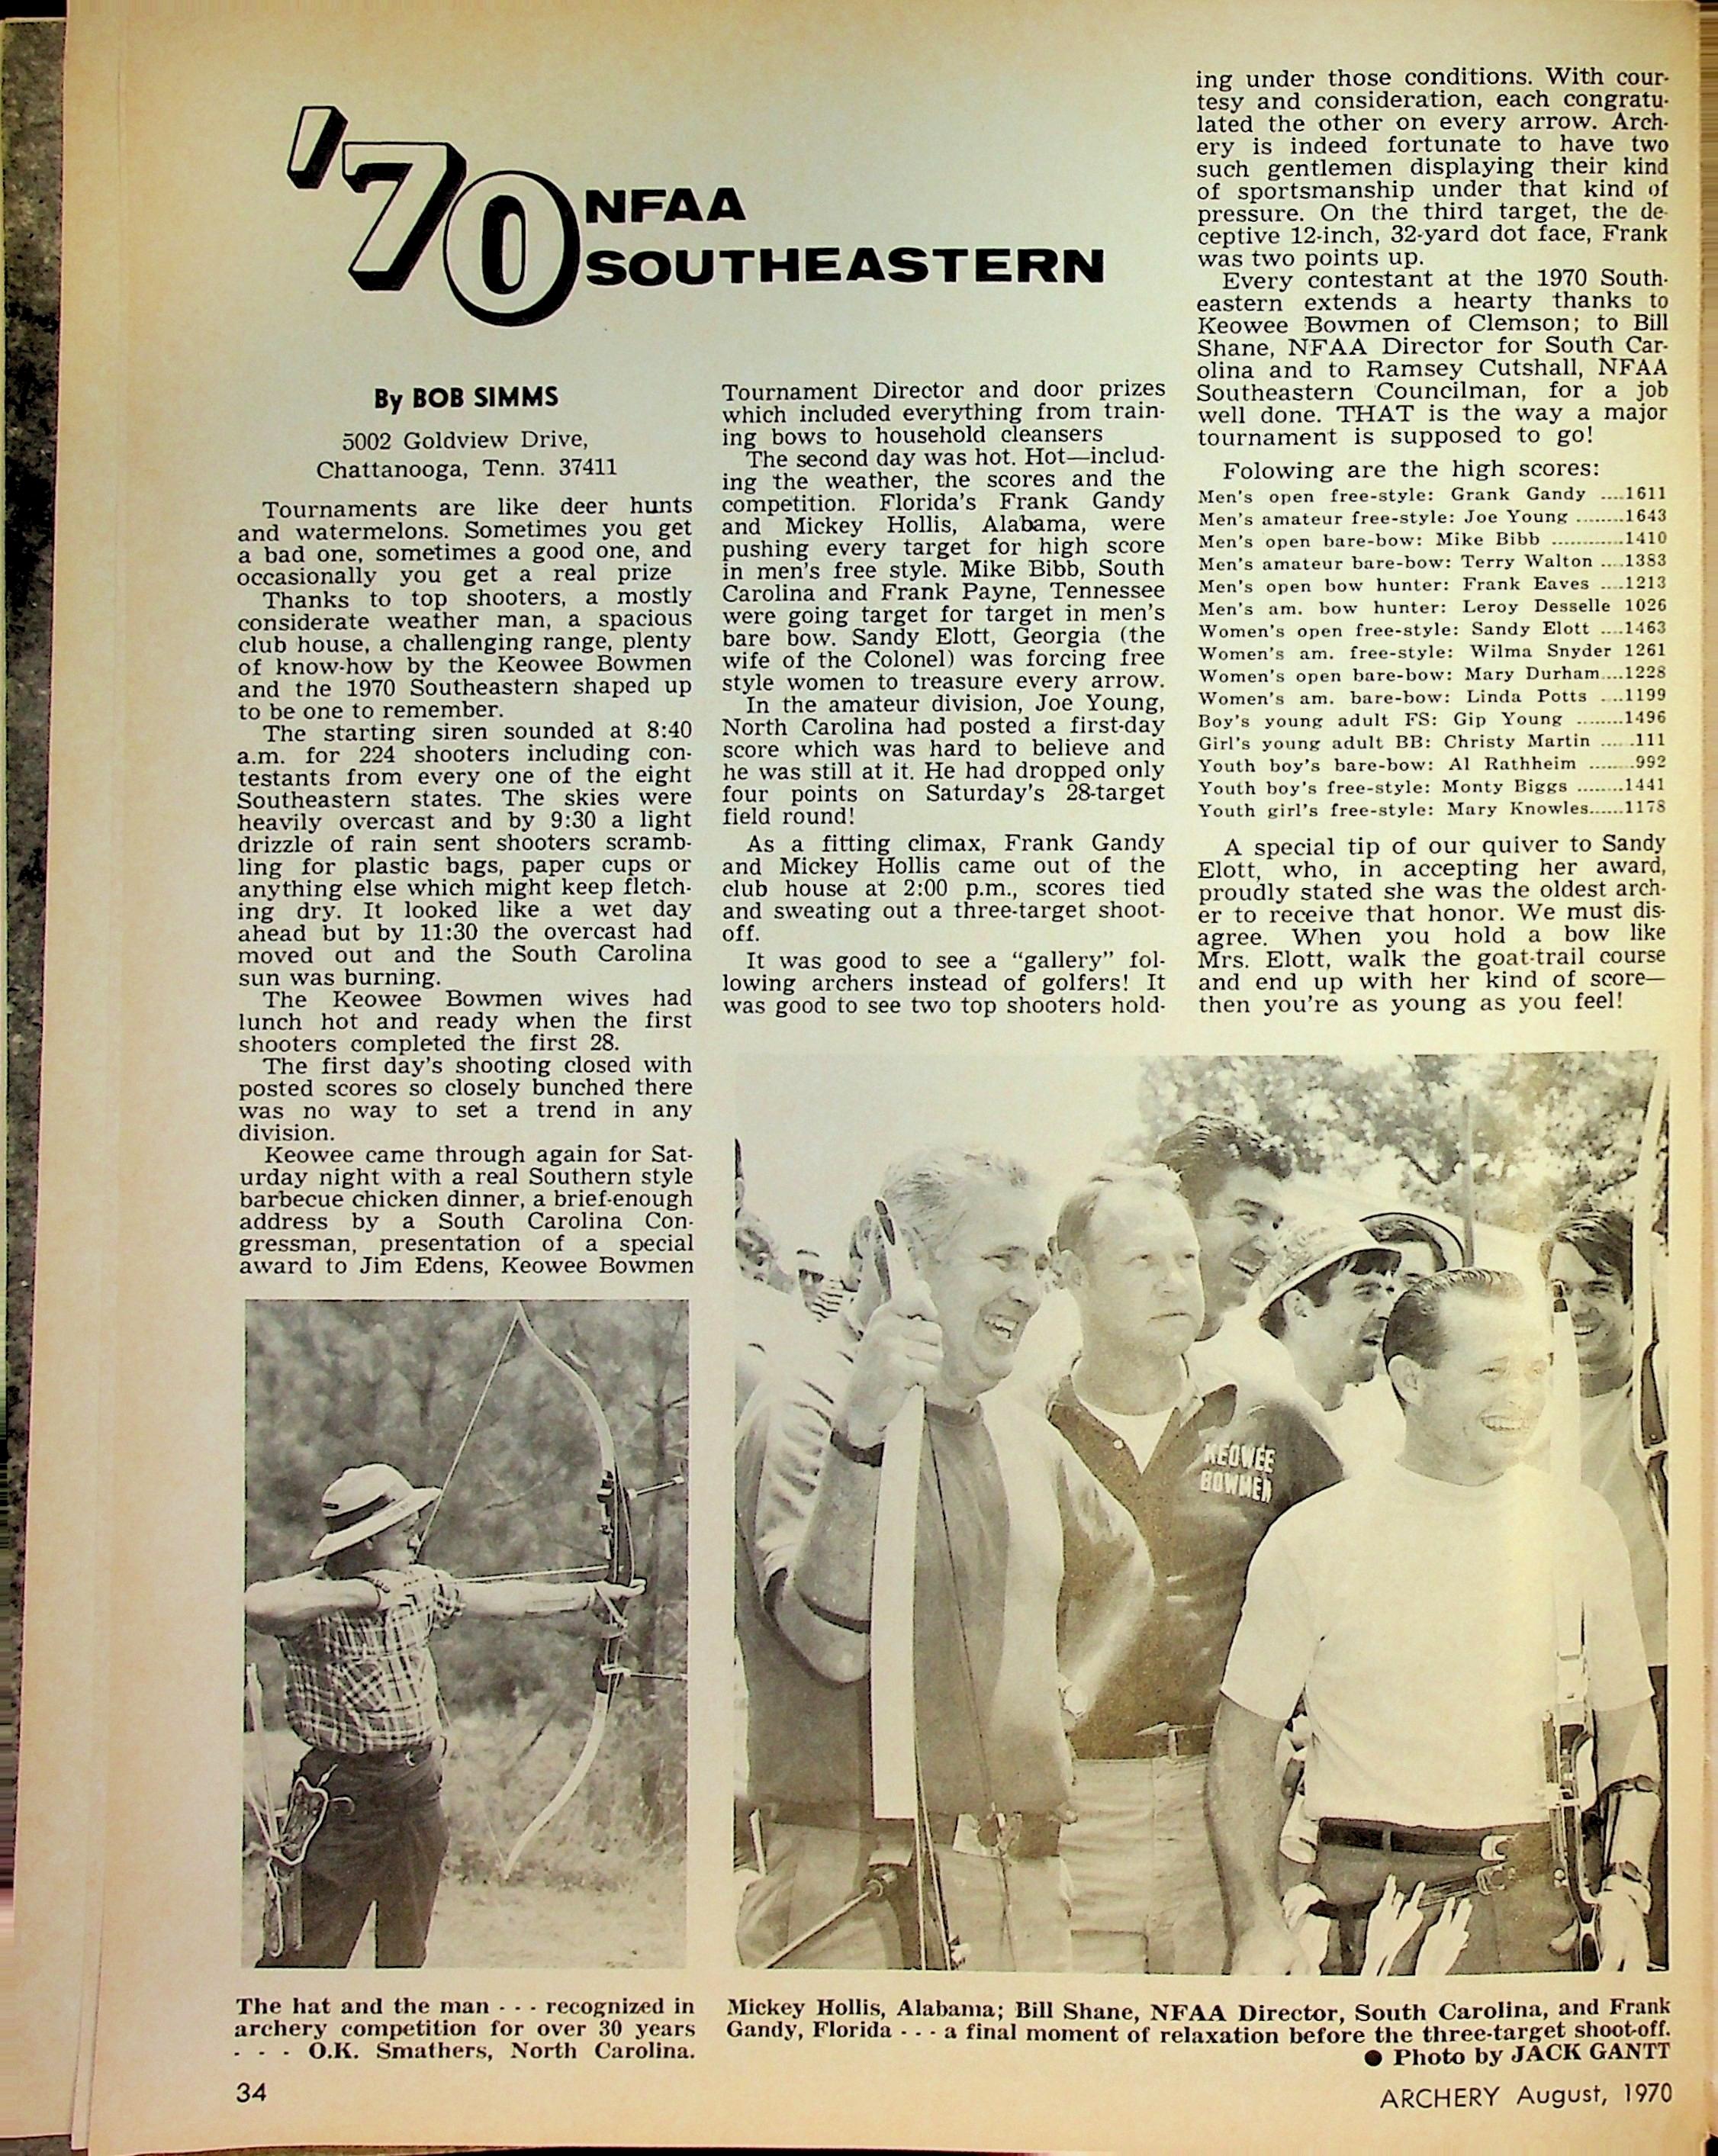 '70 NFAA
SOUTHEASTERN
By BOB SIMMS
5002 Goldview Drive,
Chattanooga, Tenn. 37411
Tournaments are like deer hunts
and watermelons. Sometimes you get
a bad one, sometimes a good one, and
occasionally you get a real prize
Thanks to top shooters, a mostly
considerate weather man, a spacious
club house, a challenging range, plenty
of know-how by the Keowee Bowmen
and the 1970 Southeastern shaped up
to be one to remember.
The starting siren sounded at 8:40
a.m. for 224 shooters including con-
testants from every one of the eight
Southeastern states. The skies were
heavily overcast and by 9:30 a light
drizzle of rain sent shooters scramb-
ling for plastic bags, paper cups or
anything else which might keep fletch-
ing dry. It looked like a wet day
ahead but by 11:30 the overcast had
moved out and the South Carolina
sun was burning.
The Keowee Bowmen wives had
lunch hot and ready when the first
shooters completed the first 28.
The first day's shooting closed with
posted scores so closely bunched there
was no way to set a trend in any
division.
Keowee came through again for Sat-
urday night with a real Southern style
barbecue chicken dinner, a brief-enough
address by a South Carolina Con-
gressman, presentation of a special
award to Jim Edens, Keowee Bowmen
Tournament Director and door prizes
which included everything from train-
ing bows to household cleansers
The second day was hot. Hot—includ-
ing the weather, the scores and the
competition. Florida's Frank Gandy
and Mickey Hollis, Alabama, were
pushing every target for high score
in men's free style. Mike Bibb, South
Carolina and Frank Payne, Tennessee
were going target for target in men's
bare bow. Sandy Elott, Georgia (the
wife of the Colonel) was forcing free
style women to treasure every arrow.
In the amateur division, Joe Young,
North Carolina had posted a first-day
score which was hard to believe and
he was still at it. He had dropped only
four points on Saturday's 28-target
field round!
As a fitting climax, Frank Gandy
and Mickey Hollis came out of the
club house at 2:00 p.m., scores tied
and sweating out a three-target shoot-
off.
It was good to see a "gallery" fol-
lowing archers instead of golfers! It
was good to see two top shooters hold-
ing under those conditions. With cour-
tesy and consideration, each congratu-
lated the other on every arrow. Arch-
ery is indeed fortunate to have two
such gentlemen displaying their kind
of sportsmanship under that kind of
pressure. On the third target, the de-
ceptive 12-inch, 32-yard dot face, Frank
was two points up.
Every contestant at the 1970 South-
eastern extends a hearty thanks to
Keowee Bowmen of Clemson; to Bill
Shane, NFAA Director for South Car-
olina and to Ramsey Cutshall, NFAA
Southeastern Councilman, for a job
well done. THAT is the way a major
tournament is supposed to go!
Folowing are the high scores:
Men's open free-style: Grank Gandy ....1611
Men's amateur free-style: Joe Young ........1643
Men's open bare-bow: Mike Bibb ............1410
Men's amateur bare-bow: Terry Walton ....1383
Men's open bow hunter: Frank Eaves ....1213
Men's am. bow hunter: Leroy Desselle 1026
Women's open free-style: Sandy Elott ....1463
Women's am. free-style: Wilma Snyder 1261
Women's open bare-bow: Mary Durham....1228
Women's am. bare-bow: Linda Potts ....1199
Boy's young adult FS: Gip Young ........1496
Girl's young adult BB: Christy Martin ......111
Youth boy's bare-bow: Al Rathheim ........992
Youth boy's free-style: Monty Biggs ........1441
Youth girl's free-style: Mary Knowles......1178
A special tip of our quiver to Sandy
Elott, who, in accepting her award,
proudly stated she was the oldest arch-
er to receive that honor. We must dis-
agree. When you hold a bow like
Mrs. Elott, walk the goat-trail course
and end up with her kind of score—
then you're as young as you feel!
KEOWEE
BOWMEN
The hat and the man - - - recognized in
archery competition for over 30 years
- - - O.K. Smathers, North Carolina.
Mickey Hollis, Alabama; Bill Shane, NFAA Director, South Carolina, and Frank
Gandy, Florida - - - a final moment of relaxation before the three-target shoot-off.
● Photo by JACK GANTT
34
ARCHERY August, 1970